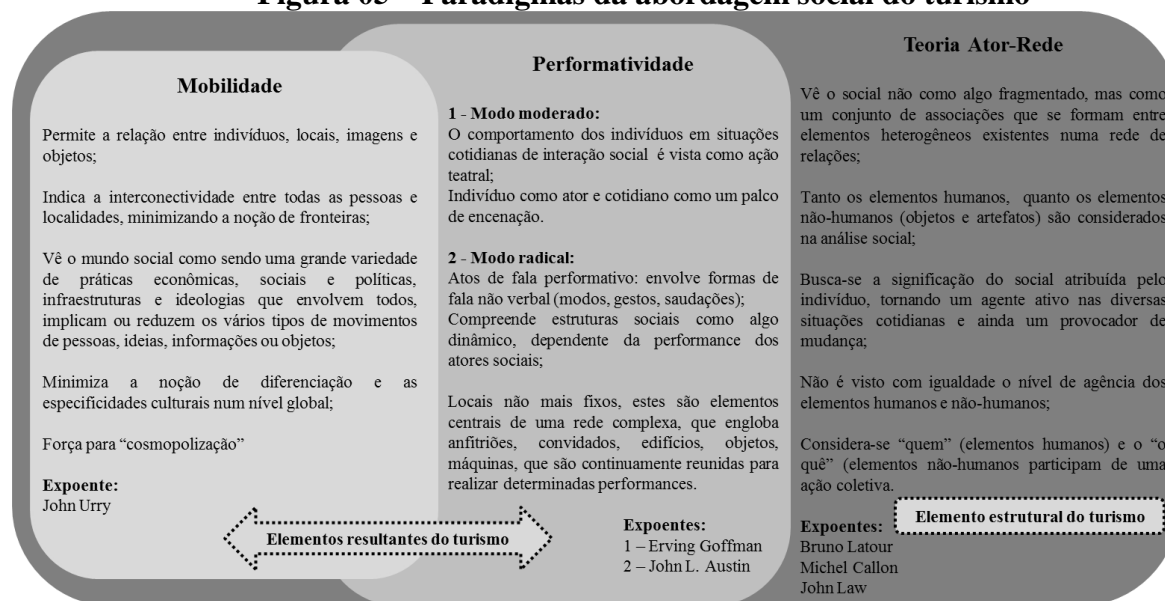 Figura 03 – Paradigmas da abordagem social do turismo
Mobilidade
Permite a relação entre indivíduos, locais, imagens e
objetos;
Indica a interconectividade entre todas as pessoas e
localidades, minimizando a noção de fronteiras;
Vê o mundo social como sendo uma grande variedade
de práticas econômicas, sociais e políticas,
infraestruturas e ideologias que envolvem todos,
implicam ou reduzem os vários tipos de movimentos
de pessoas, ideias, informações ou objetos;
Minimiza a noção de diferenciação e as
especificidades culturais num nível global;
Força para “cosmopolização”
Expoente:
John Urry
Performatividade
1 - Modo moderado:
O comportamento dos indivíduos em situações
cotidianas de interação social é vista como ação
teatral;
Indivíduo como ator e cotidiano como um palco
de encenação.
2 - Modo radical:
Atos de fala performativo: envolve formas de
fala não verbal (modos, gestos, saudações);
Compreende estruturas sociais como algo
dinâmico, dependente da performance dos
atores sociais;
Locais não mais fixos, estes são elementos
centrais de uma rede complexa, que engloba
anfitriões, convidados, edifícios, objetos,
máquinas, que são continuamente reunidas para
realizar determinadas performances.
Expoentes:
1 – Erving Goffman
2 – John L. Austin
Elementos resultantes do turismo
Teoria Ator-Rede
Vê o social não como algo fragmentado, mas como
um conjunto de associações que se formam entre
elementos heterogêneos existentes numa rede de
relações;
Tanto os elementos humanos, quanto os elementos
não-humanos (objetos e artefatos) são considerados
na análise social;
Busca-se a significação do social atribuída pelo
indivíduo, tornando um agente ativo nas diversas
situações cotidianas e ainda um provocador de
mudança;
Não é visto com igualdade o nível de agência dos
elementos humanos e não-humanos;
Considera-se “quem” (elementos humanos) e o “o
quê” (elementos não-humanos participam de uma
ação coletiva.
Elemento estrutural do turismo
Expoentes:
Bruno Latour
Michel Callon
John Law